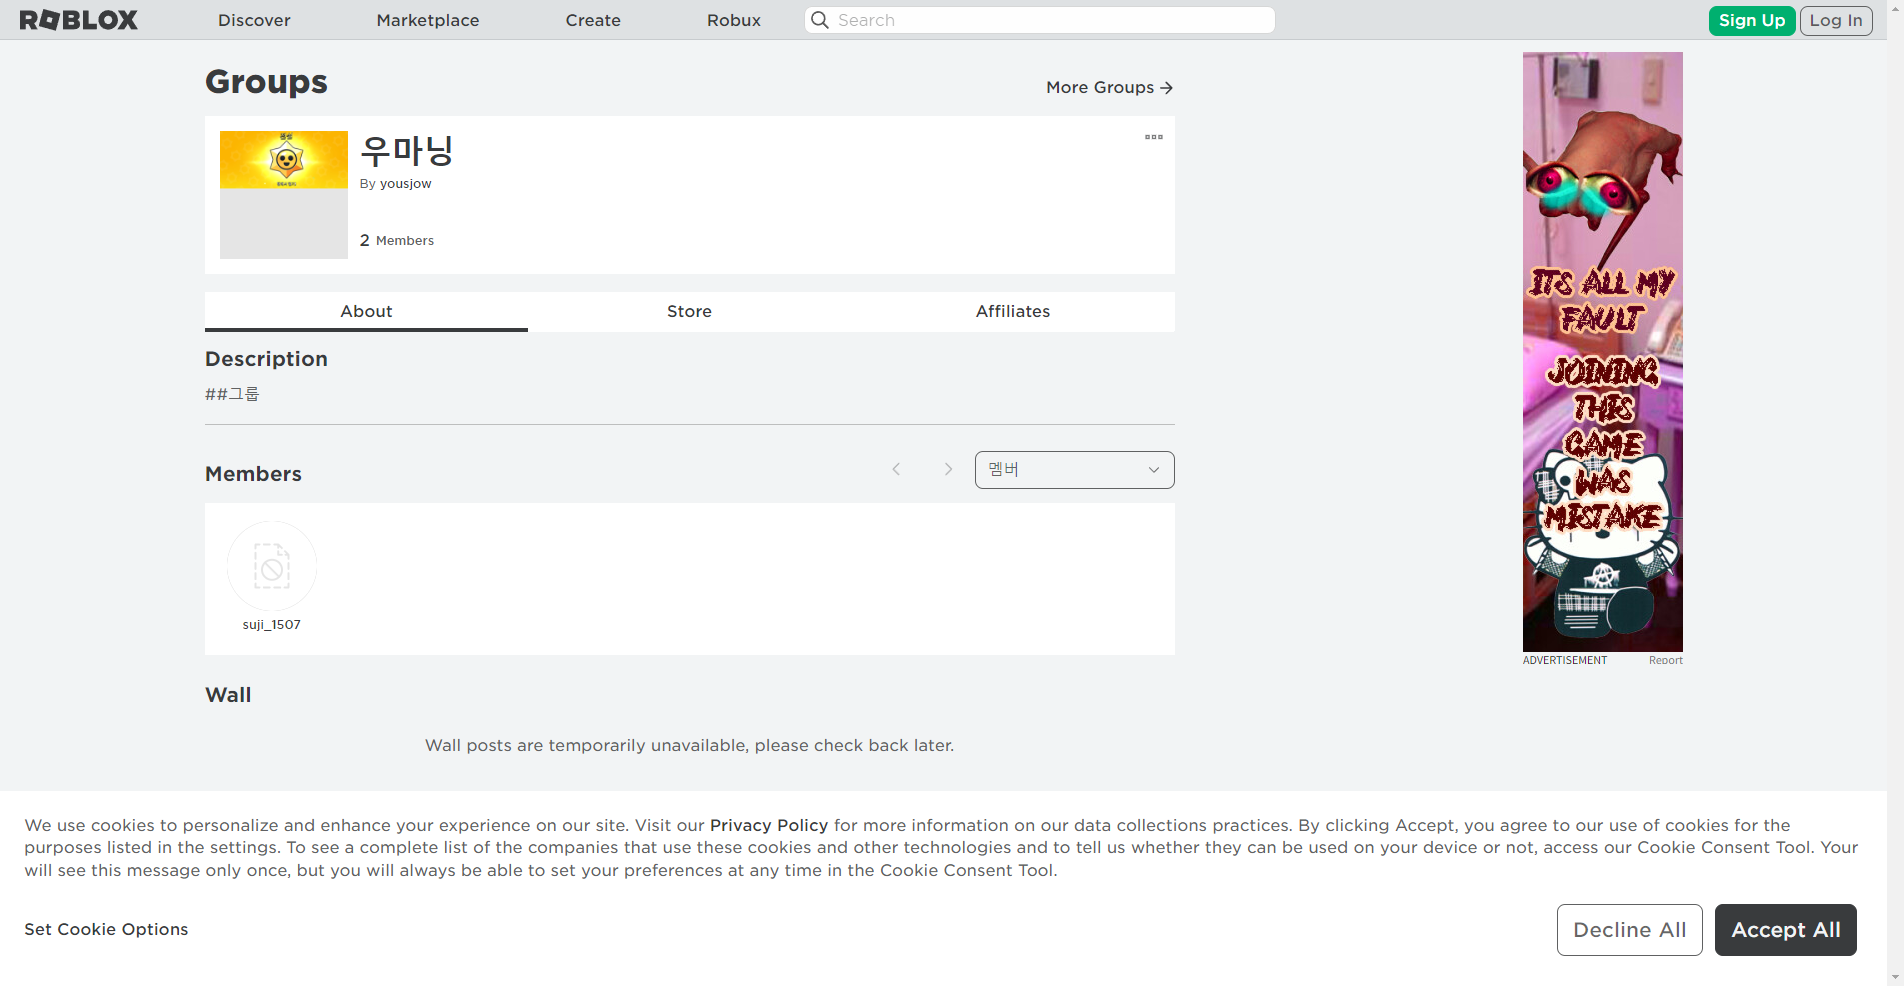 ROBLOX
Discover
Marketplace
Create
Robux
Search
Sign Up
Log In
Groups
More Groups
우마닝
By yousjow
2 Members
About
Store
Affiliates
Description
##그룹
Members
멤버
suji_1507
Wall
Wall posts are temporarily unavailable, please check back later.
ITS ALL MY
FAULT
JOINING
THIS
GAME
WAS
MISTAKE
ADVERTISEMENT
Report
We use cookies to personalize and enhance your experience on our site. Visit our Privacy Policy for more information on our data collections practices. By clicking Accept, you agree to our use of cookies for the
purposes listed in the settings. To see a complete list of the companies that use these cookies and other technologies and to tell us whether they can be used on your device or not, access our Cookie Consent Tool. Your
will see this message only once, but you will always be able to set your preferences at any time in the Cookie Consent Tool.
Set Cookie Options
Decline All
Accept All